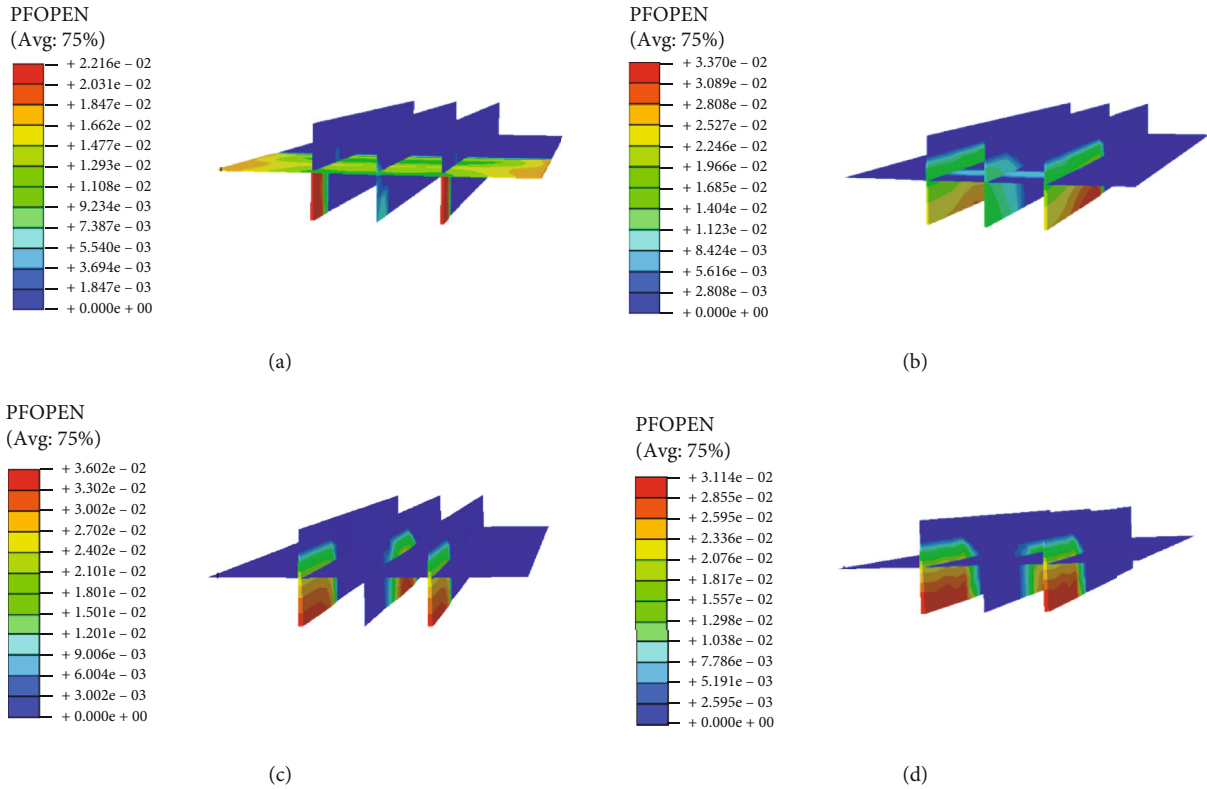 PFOPEN
(Avg: 75%)
+ 2.216e – 02
+ 2.031e – 02
+ 1.847e – 02
+ 1.662e – 02
+ 1.477e – 02
+ 1.293e – 02
+ 1.108e – 02
+ 9.234e – 03
+ 7.387e – 03
+ 5.540e – 03
+ 3.694e – 03
+ 1.847e – 03
+ 0.000e + 00
(a)
PFOPEN
(Avg: 75%)
+ 3.370e – 02
+ 3.089e – 02
+ 2.808e – 02
+ 2.527e – 02
+ 2.246e – 02
+ 1.966e – 02
+ 1.685e – 02
+ 1.404e – 02
+ 1.123e – 02
+ 8.424e – 03
+ 5.616e – 03
+ 2.808e – 03
+ 0.000e + 00
(b)
PFOPEN
(Avg: 75%)
+ 3.602e – 02
+ 3.302e – 02
+ 3.002e – 02
+ 2.702e – 02
+ 2.402e – 02
+ 2.101e – 02
+ 1.801e – 02
+ 1.501e – 02
+ 1.201e – 02
+ 9.006e – 03
+ 6.004e – 03
+ 3.002e – 03
+ 0.000e + 00
(c)
PFOPEN
(Avg: 75%)
+ 3.114e – 02
+ 2.855e – 02
+ 2.595e – 02
+ 2.336e – 02
+ 2.076e – 02
+ 1.817e – 02
+ 1.557e – 02
+ 1.298e – 02
+ 1.038e – 02
+ 7.786e – 03
+ 5.191e – 03
+ 2.595e – 03
+ 0.000e + 00
(d)